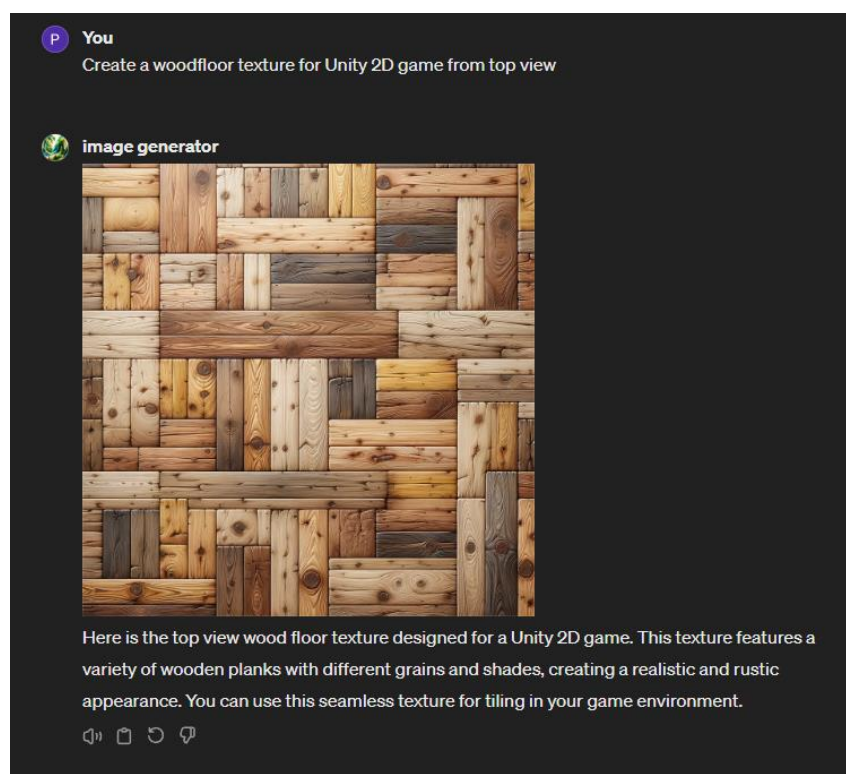 P
You
Create a woodfloor texture for Unity 2D game from top view
image generator
Here is the top view wood floor texture designed for a Unity 2D game. This texture features a
variety of wooden planks with different grains and shades, creating a realistic and rustic
appearance. You can use this seamless texture for tiling in your game environment.